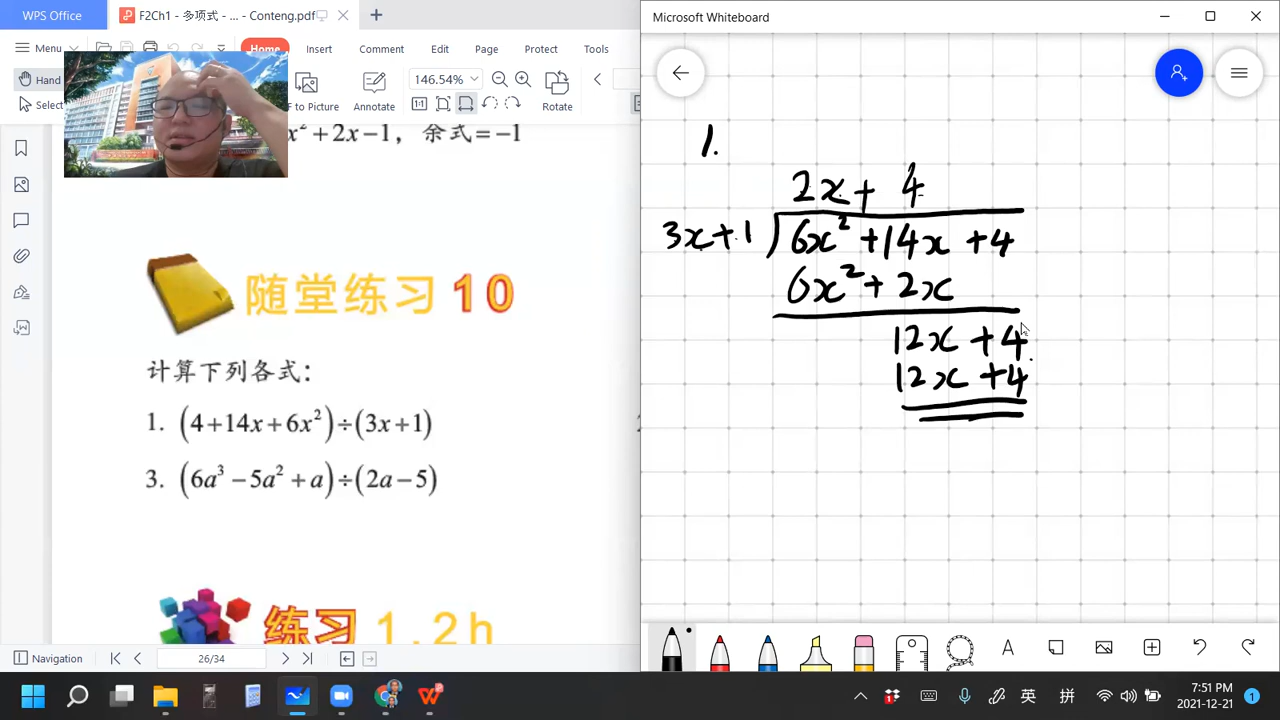 WPS Office
F2Ch1 - 多项式 - ... - Conteng.pdf
Menu
Home
Insert
Comment
Edit
Page
Protect
Tools
Hand
Select
F to Picture
Annotate
146.54%
Rotate
x² + 2x − 1, 余式 = −1
随堂练习 10
计算下列各式：
1. (4+14x+6x²)÷(3x+1)
3. (6a³ −5a² + a)÷(2a−5)
练习 1.2h
Navigation
26/34
Microsoft Whiteboard
1.
2x + 4
3x+1 ) 6x² +14x +4
6x² + 2x
12x +4
12x +4
英
拼
7:51 PM
2021-12-21
1